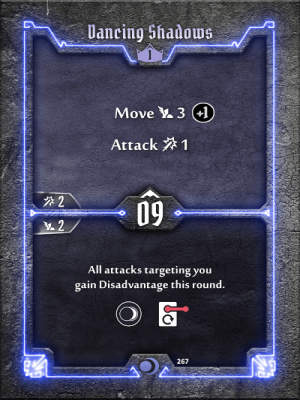 Dancing Shadows
1
Move 3 +1
Attack 1
2
09
2
All attacks targeting you
gain Disadvantage this round.
267